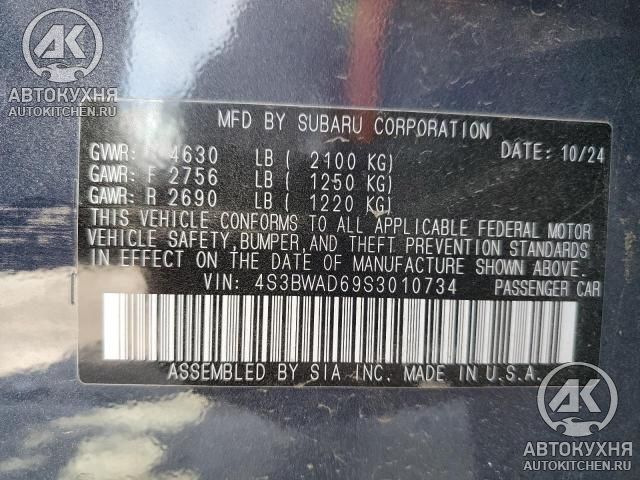 АВТОКУХНЯ
AUTOKITCHEN.RU
MFD BY SUBARU CORPORATION
DATE: 10/24
GVWR: 4630 LB ( 2100 KG)
GAWR: F 2756 LB ( 1250 KG)
GAWR: R 2690 LB ( 1220 KG)
THIS VEHICLE CONFORMS TO ALL APPLICABLE FEDERAL MOTOR
VEHICLE SAFETY, BUMPER, AND THEFT PREVENTION STANDARDS
IN EFFECT ON THE DATE OF MANUFACTURE SHOWN ABOVE.
VIN: 4S3BWAD69S3010734 PASSENGER CAR
ASSEMBLED BY SIA INC. MADE IN U.S.A.
АК
АВТОКУХНЯ
AUTOKITCHEN.RU